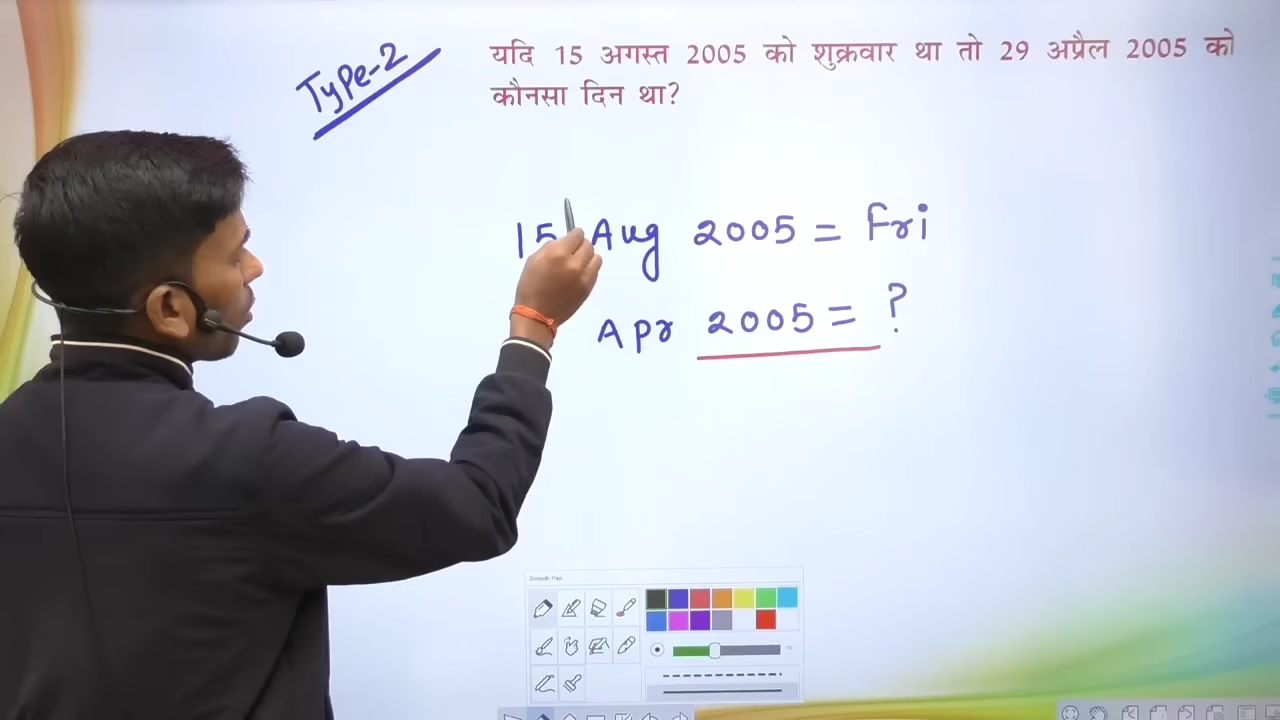 Type-2
यदि 15 अगस्त 2005 को शुक्रवार था तो 29 अप्रैल 2005 को
कौनसा दिन था?
15 Aug 2005 = Fri
Apr 2005 = ?